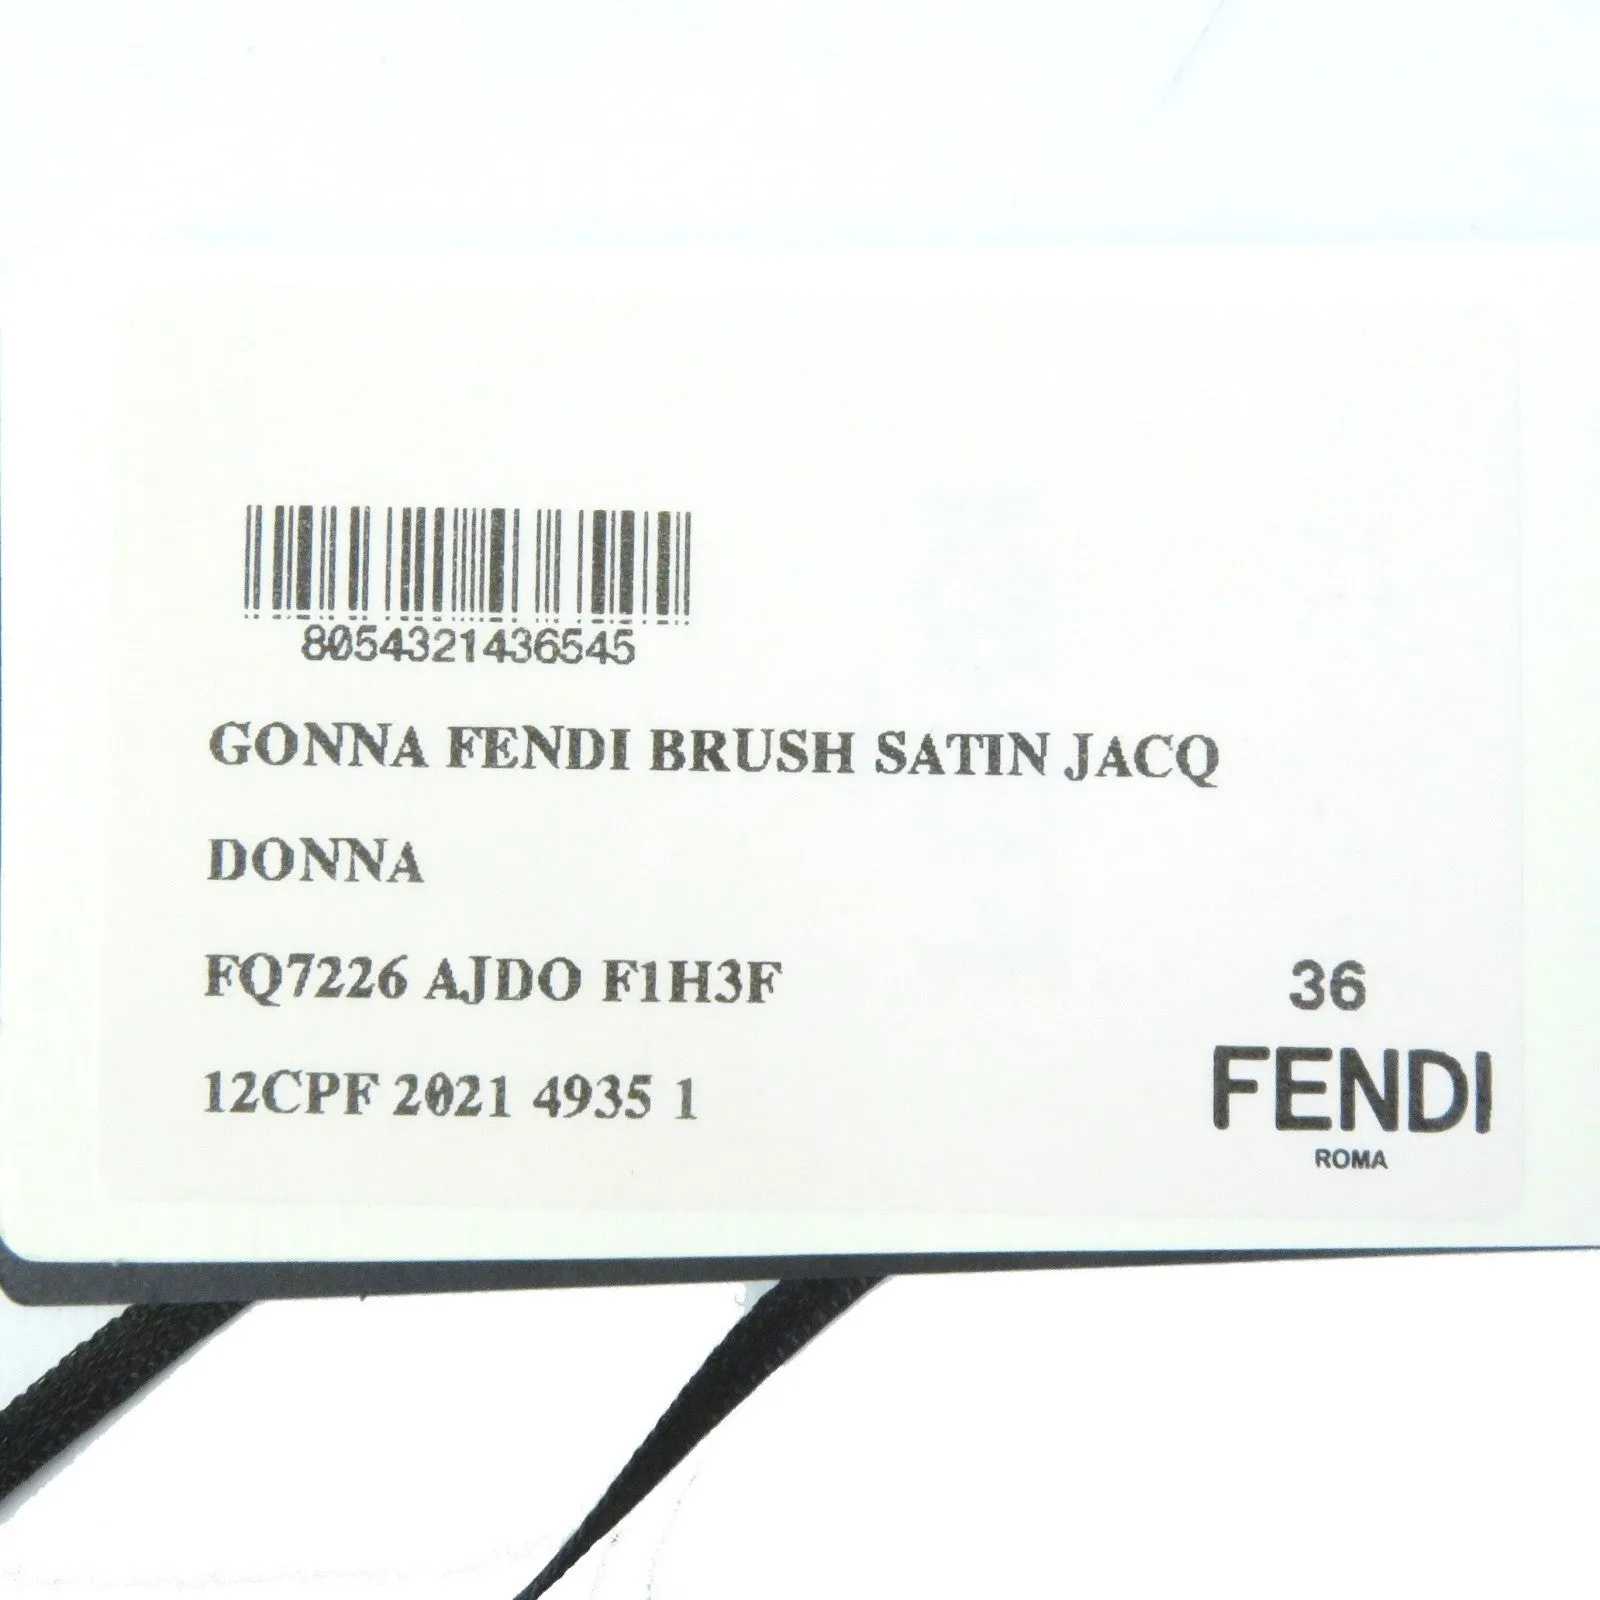 8054321436545
GONNA FENDI BRUSH SATIN JACQ
DONNA
FQ7226 AJDO F1H3F
36
12CPF 2021 4935 1
FENDI
ROMA